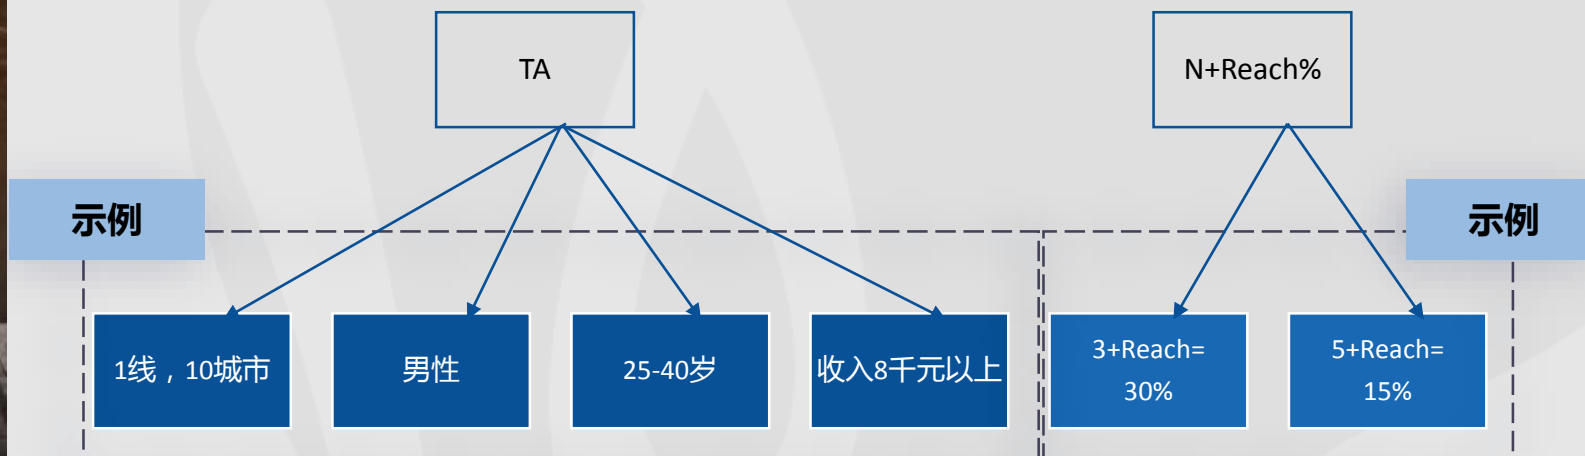 TA
N+Reach%
示例
示例
1线，10城市
男性
25-40岁
收入8千元以上
3+Reach=
30%
5+Reach=
15%